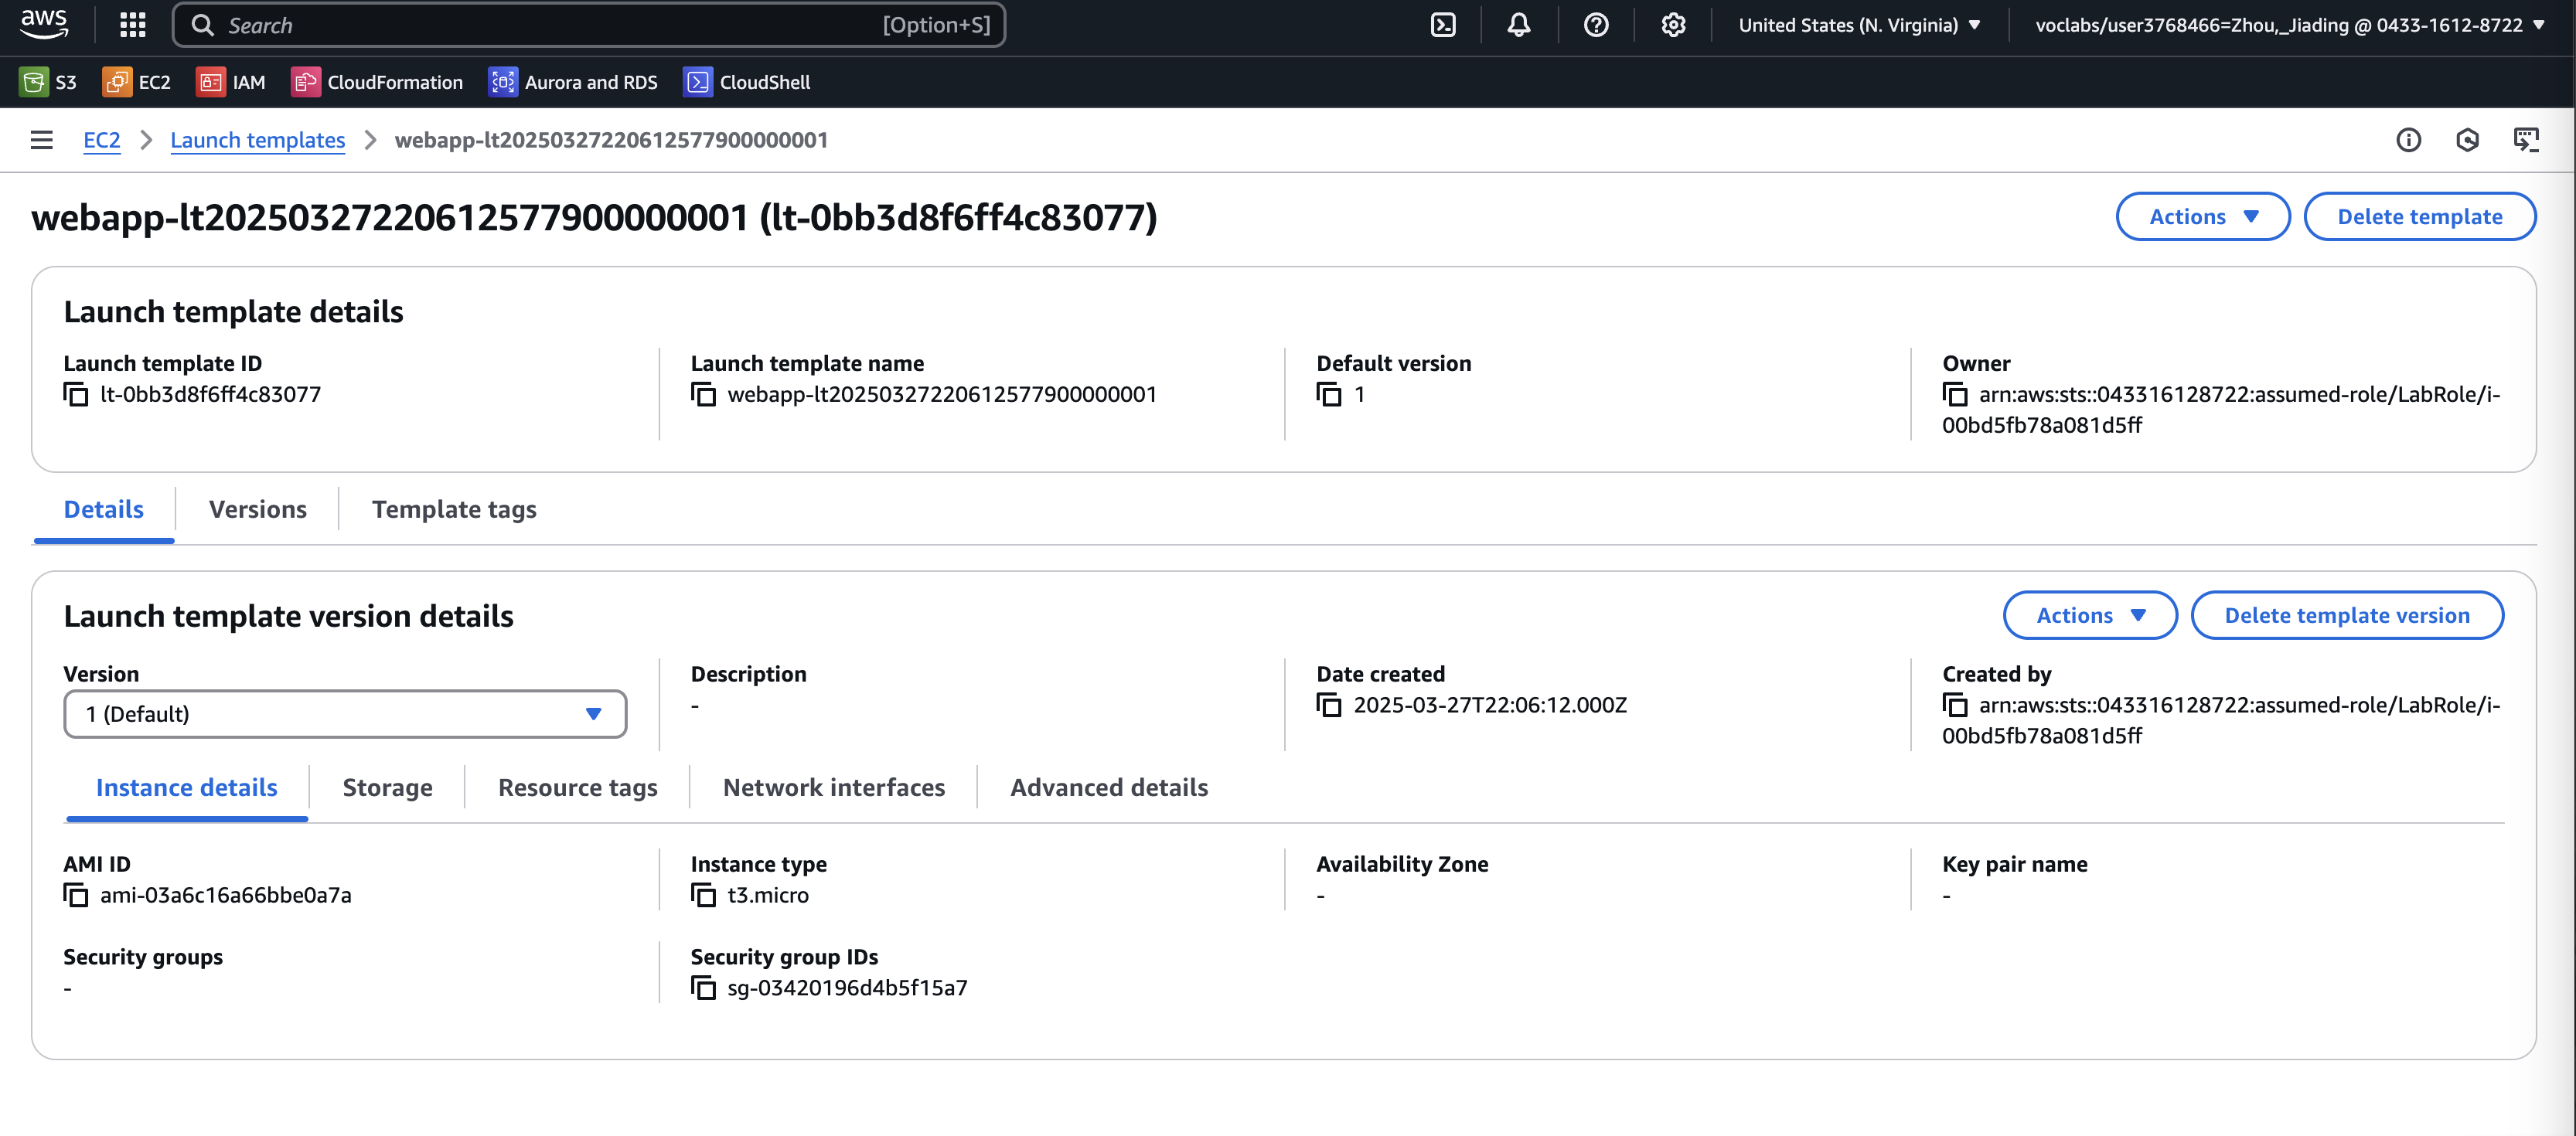 aws
Search [Option+S] United States (N. Virginia) voclabs/user3768466=Zhou,_Jiading @ 0433-1612-8722
S3 EC2 IAM CloudFormation Aurora and RDS CloudShell
EC2 Launch templates webapp-lt20250327220612577900000001
webapp-lt20250327220612577900000001 (lt-0bb3d8f6ff4c83077) Actions Delete template
Launch template details
Launch template ID Launch template name Default version Owner
lt-0bb3d8f6ff4c83077 webapp-lt20250327220612577900000001 1 arn:aws:sts::043316128722:assumed-role/LabRole/i-
00bd5fb78a081d5ff
Details Versions Template tags
Launch template version details Actions Delete template version
Version Description Date created Created by
1 (Default) - 2025-03-27T22:06:12.000Z arn:aws:sts::043316128722:assumed-role/LabRole/i-
00bd5fb78a081d5ff
Instance details Storage Resource tags Network interfaces Advanced details
AMI ID Instance type Availability Zone Key pair name
ami-03a6c16a66bbe0a7a t3.micro - -
Security groups Security group IDs
- sg-03420196d4b5f15a7